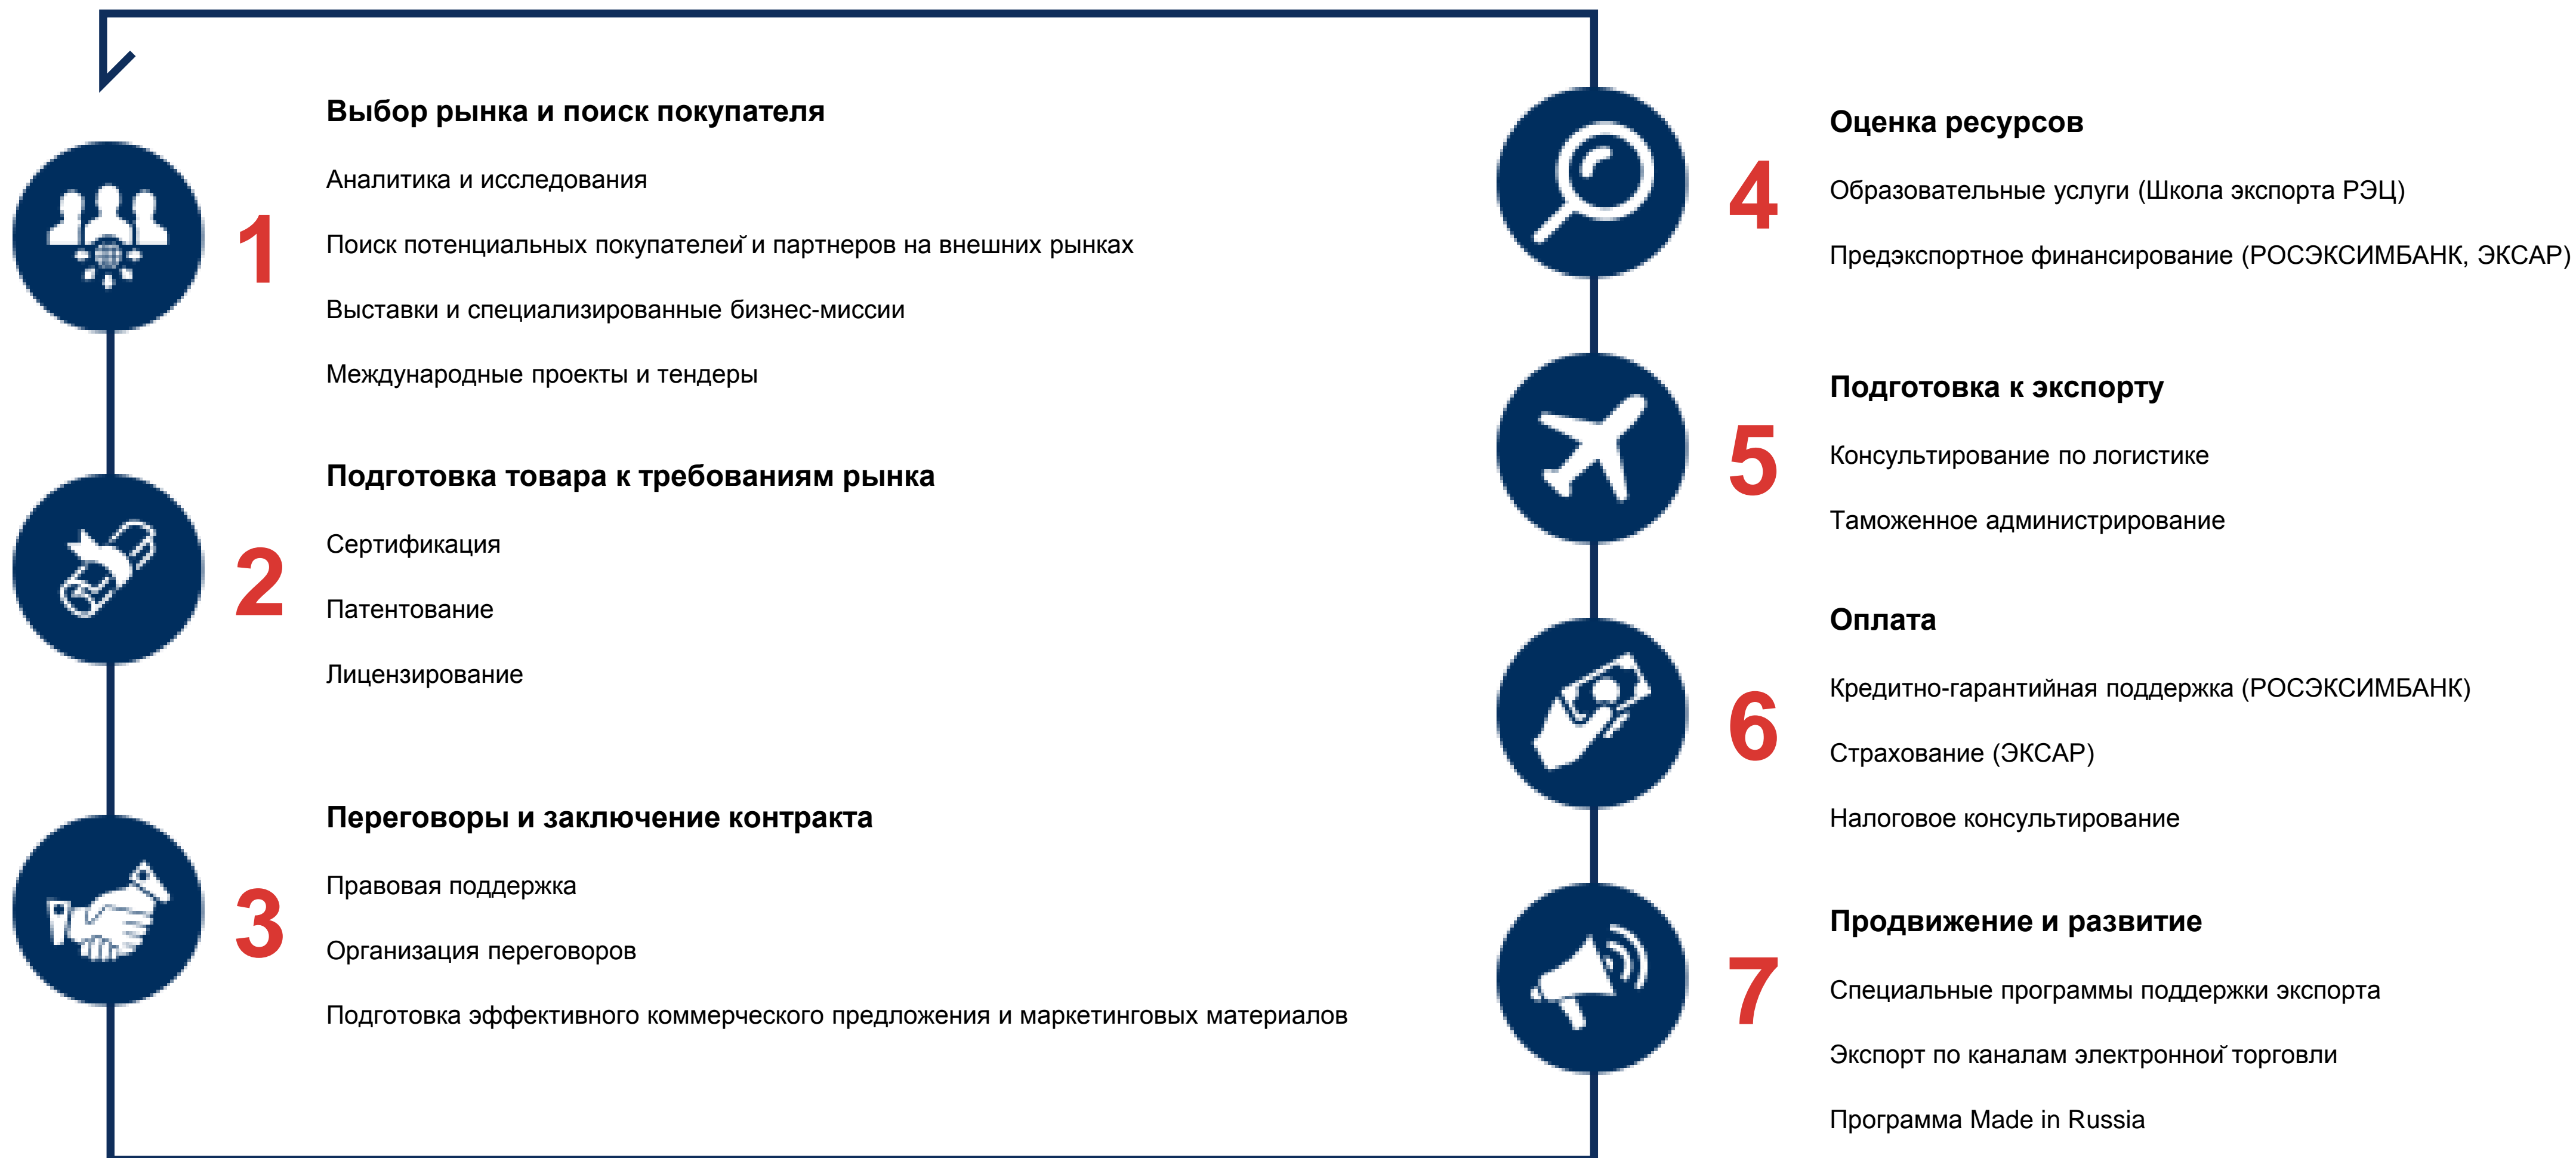 1
Выбор рынка и поиск покупателя
Аналитика и исследования
Поиск потенциальных покупателей и партнеров на внешних рынках
Выставки и специализированные бизнес-миссии
Международные проекты и тендеры
2
Подготовка товара к требованиям рынка
Сертификация
Патентование
Лицензирование
3
Переговоры и заключение контракта
Правовая поддержка
Организация переговоров
Подготовка эффективного коммерческого предложения и маркетинговых материалов
4
Оценка ресурсов
Образовательные услуги (Школа экспорта РЭЦ)
Предэкспортное финансирование (РОСЭКСИМБАНК, ЭКСАР)
5
Подготовка к экспорту
Консультирование по логистике
Таможенное администрирование
6
Оплата
Кредитно-гарантийная поддержка (РОСЭКСИМБАНК)
Страхование (ЭКСАР)
Налоговое консультирование
7
Продвижение и развитие
Специальные программы поддержки экспорта
Экспорт по каналам электронной торговли
Программа Made in Russia